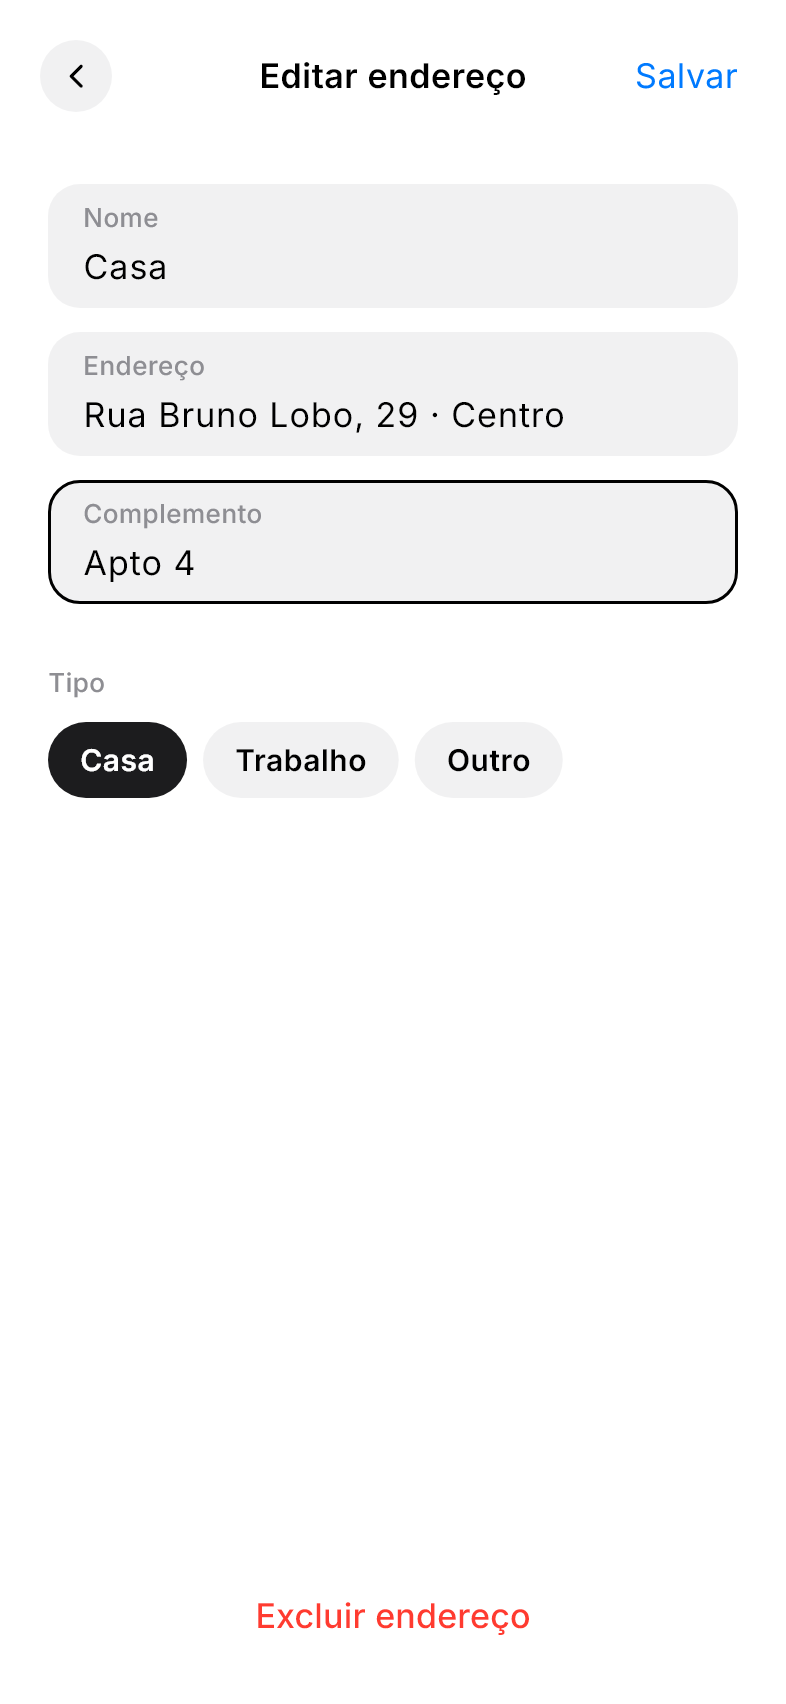 Editar endereço
Salvar
Nome
Casa
Endereço
Rua Bruno Lobo, 29 · Centro
Complemento
Apto 4
Tipo
Casa
Trabalho
Outro
Excluir endereço